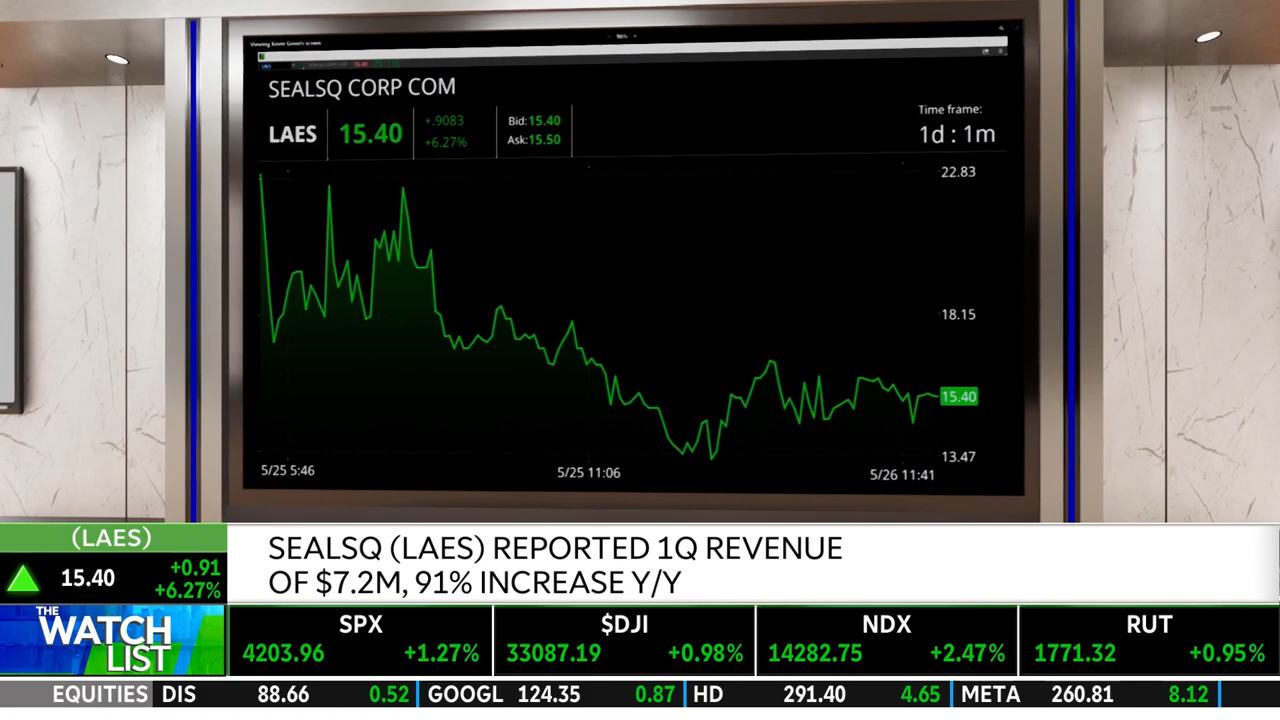 Viewing Kevin Green's screen
96%
SEALSQ CORP COM
LAES
15.40
+.9083
+6.27%
Bid:15.40
Ask:15.50
Time frame:
1d : 1m
22.83
18.15
15.40
13.47
5/25 5:46
5/25 11:06
5/26 11:41
(LAES)
15.40
+0.91
+6.27%
SEALSQ (LAES) REPORTED 1Q REVENUE
OF $7.2M, 91% INCREASE Y/Y
THE
WATCH
LIST
SPX
4203.96 +1.27%
$DJI
33087.19 +0.98%
NDX
14282.75 +2.47%
RUT
1771.32 +0.95%
EQUITIES DIS 88.66 0.52 GOOGL 124.35 0.87 HD 291.40 4.65 META 260.81 8.12